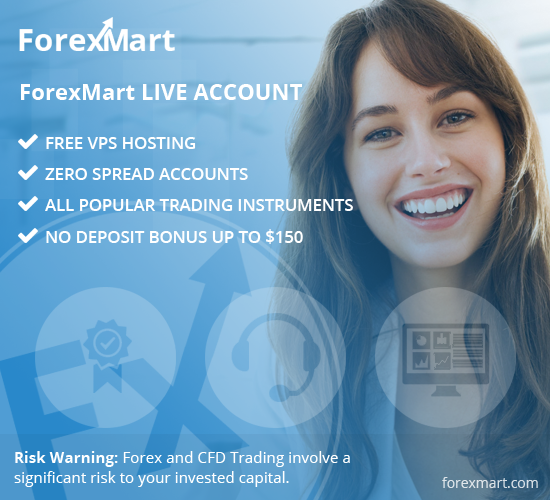 ForexMart
ForexMart LIVE ACCOUNT
FREE VPS HOSTING
ZERO SPREAD ACCOUNTS
ALL POPULAR TRADING INSTRUMENTS
NO DEPOSIT BONUS UP TO $150
FX
Risk Warning: Forex and CFD Trading involve a
significant risk to your invested capital.
forexmart.com